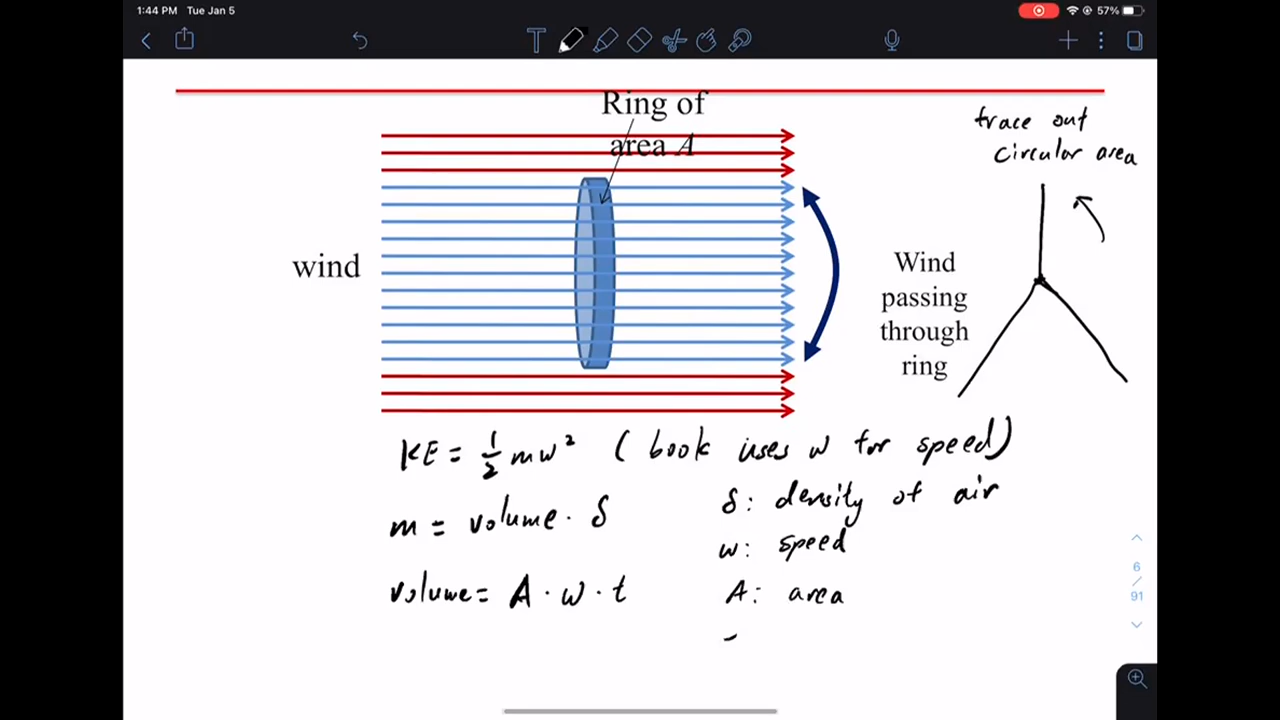 1:44 PM Tue Jan 5
57%
T
Ring of
area A
trace out
circular area
wind
Wind
passing
through
ring
KE = 1/2 mw² (book uses w for speed)
m = volume · δ
δ: density of air
w: speed
volume = A · w · t
A: area
6
/
91